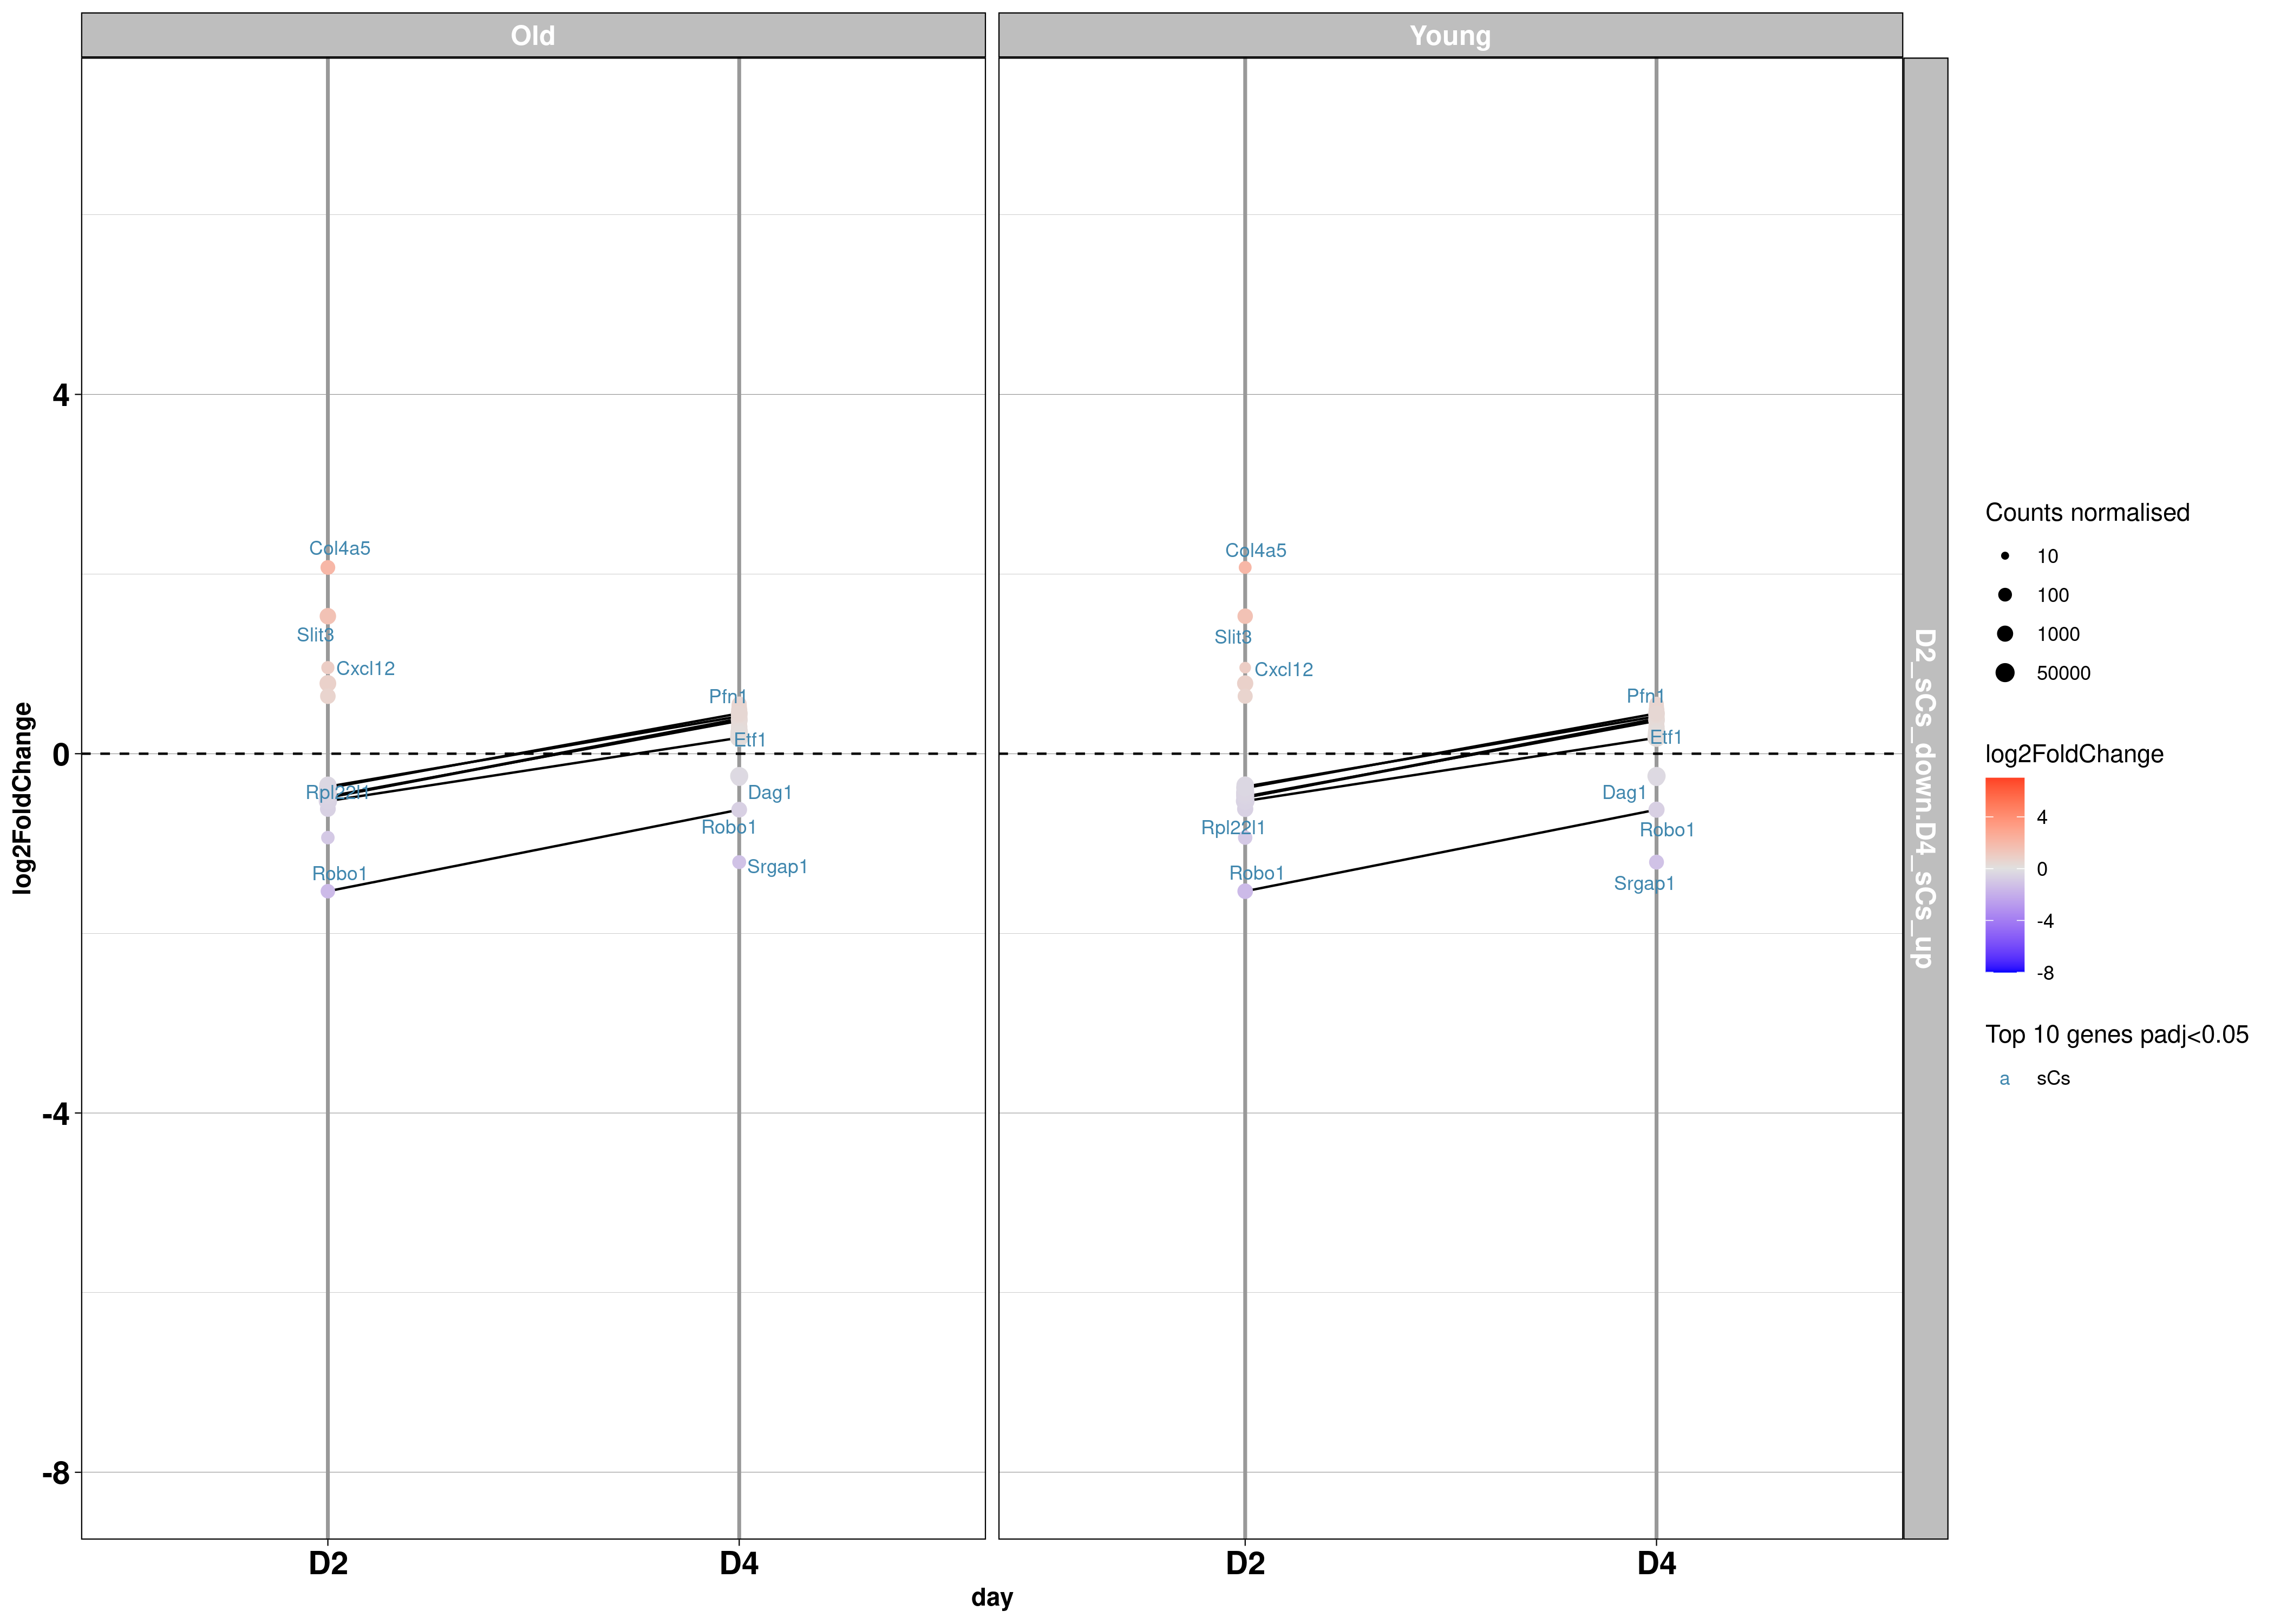 Old
Young
D2_sCs_down.D4_sCs_up
log2FoldChange
4
0
-4
-8
Col4a5
Slit3
Cxcl12
Rpl22l1
Robo1
Pfn1
Etf1
Dag1
Robo1
Srgap1
Col4a5
Slit3
Cxcl12
Rpl22l1
Robo1
Pfn1
Etf1
Dag1
Robo1
Srgap1
D2
D4
D2
D4
day
Counts normalised
10
100
1000
50000
log2FoldChange
4
0
-4
-8
Top 10 genes padj<0.05
a sCs